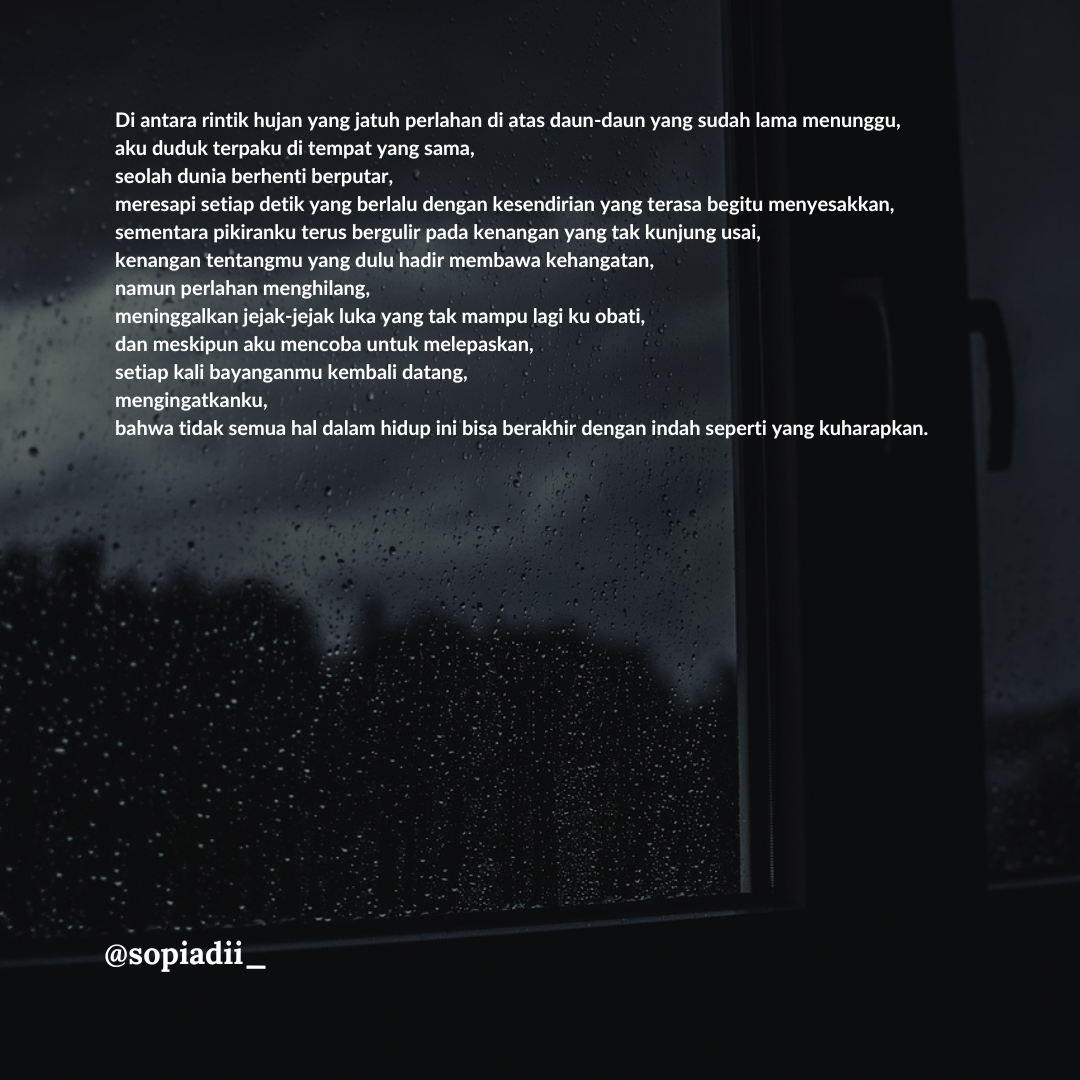 Di antara rintik hujan yang jatuh perlahan di atas daun-daun yang sudah lama menunggu,
aku duduk terpaku di tempat yang sama,
seolah dunia berhenti berputar,
meresapi setiap detik yang berlalu dengan kesendirian yang terasa begitu menyesakkan,
sementara pikiranku terus bergulir pada kenangan yang tak kunjung usai,
kenangan tentangmu yang dulu hadir membawa kehangatan,
namun perlahan menghilang,
meninggalkan jejak-jejak luka yang tak mampu lagi ku obati,
dan meskipun aku mencoba untuk melepaskan,
setiap kali bayanganmu kembali datang,
mengingatkanku,
bahwa tidak semua hal dalam hidup ini bisa berakhir dengan indah seperti yang kuharapkan.
@sopiadii_